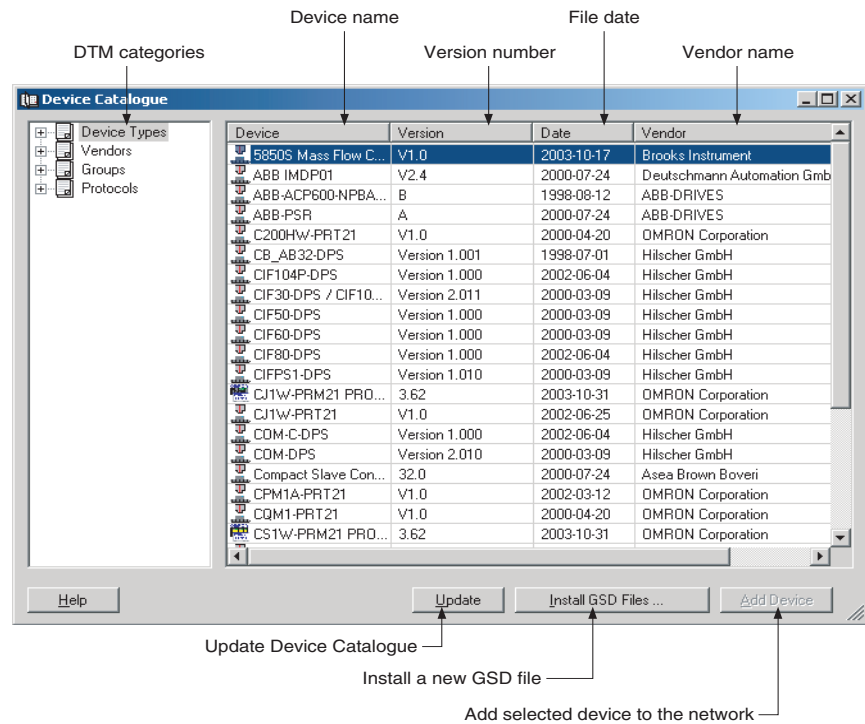 Device name
File date
DTM categories
Version number
Vendor name
Device Catalogue
Device Types
Vendors
Groups
Protocols
Device Version Date Vendor
5850S Mass Flow C... V1.0 2003-10-17 Brooks Instrument
ABB IMDP01 V2.4 2000-07-24 Deutschmann Automation Gmb
ABB-ACP600-NPBA... B 1998-08-12 ABB-DRIVES
ABB-PSR A 2000-07-24 ABB-DRIVES
C200HW-PRT21 V1.0 2000-04-20 OMRON Corporation
CB_AB32-DPS Version 1.001 1998-07-01 Hilscher GmbH
CIF104P-DPS Version 1.000 2002-06-04 Hilscher GmbH
CIF30-DPS / CIF10... Version 2.011 2000-03-09 Hilscher GmbH
CIF50-DPS Version 1.000 2000-03-09 Hilscher GmbH
CIF60-DPS Version 1.000 2000-03-09 Hilscher GmbH
CIF80-DPS Version 1.000 2002-06-04 Hilscher GmbH
CIFPS1-DPS Version 1.010 2000-03-09 Hilscher GmbH
CJ1W-PRM21 PRO... 3.62 2003-10-31 OMRON Corporation
CJ1W-PRT21 V1.0 2002-06-25 OMRON Corporation
COM-C-DPS Version 1.000 2002-06-04 Hilscher GmbH
COM-DPS Version 2.010 2000-03-09 Hilscher GmbH
Compact Slave Con... 32.0 2000-07-24 Asea Brown Boveri
CPM1A-PRT21 V1.0 2002-03-12 OMRON Corporation
CQM1-PRT21 V1.0 2000-04-20 OMRON Corporation
CS1W-PRM21 PRO... 3.62 2003-10-31 OMRON Corporation
Help
Update
Install GSD Files ...
Add Device
Update Device Catalogue
Install a new GSD file
Add selected device to the network